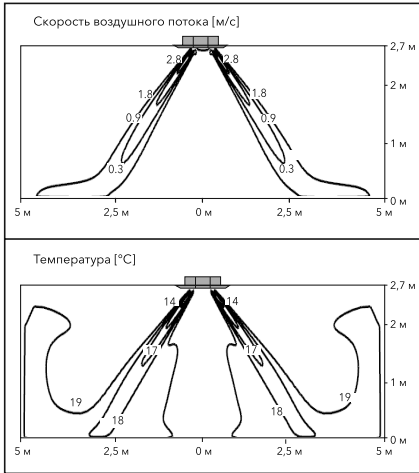 Скорость воздушного потока [м/с]
2,7 м
2.8 2.8
2 м
1.8 1.8
0.9 0.9
1 м
0.3 0.3
0 м
5 м 2,5 м 0 м 2,5 м 5 м
Температура [°C]
2,7 м
14 14
2 м
17 17
1 м
19 19
18 18
0 м
5 м 2,5 м 0 м 2,5 м 5 м